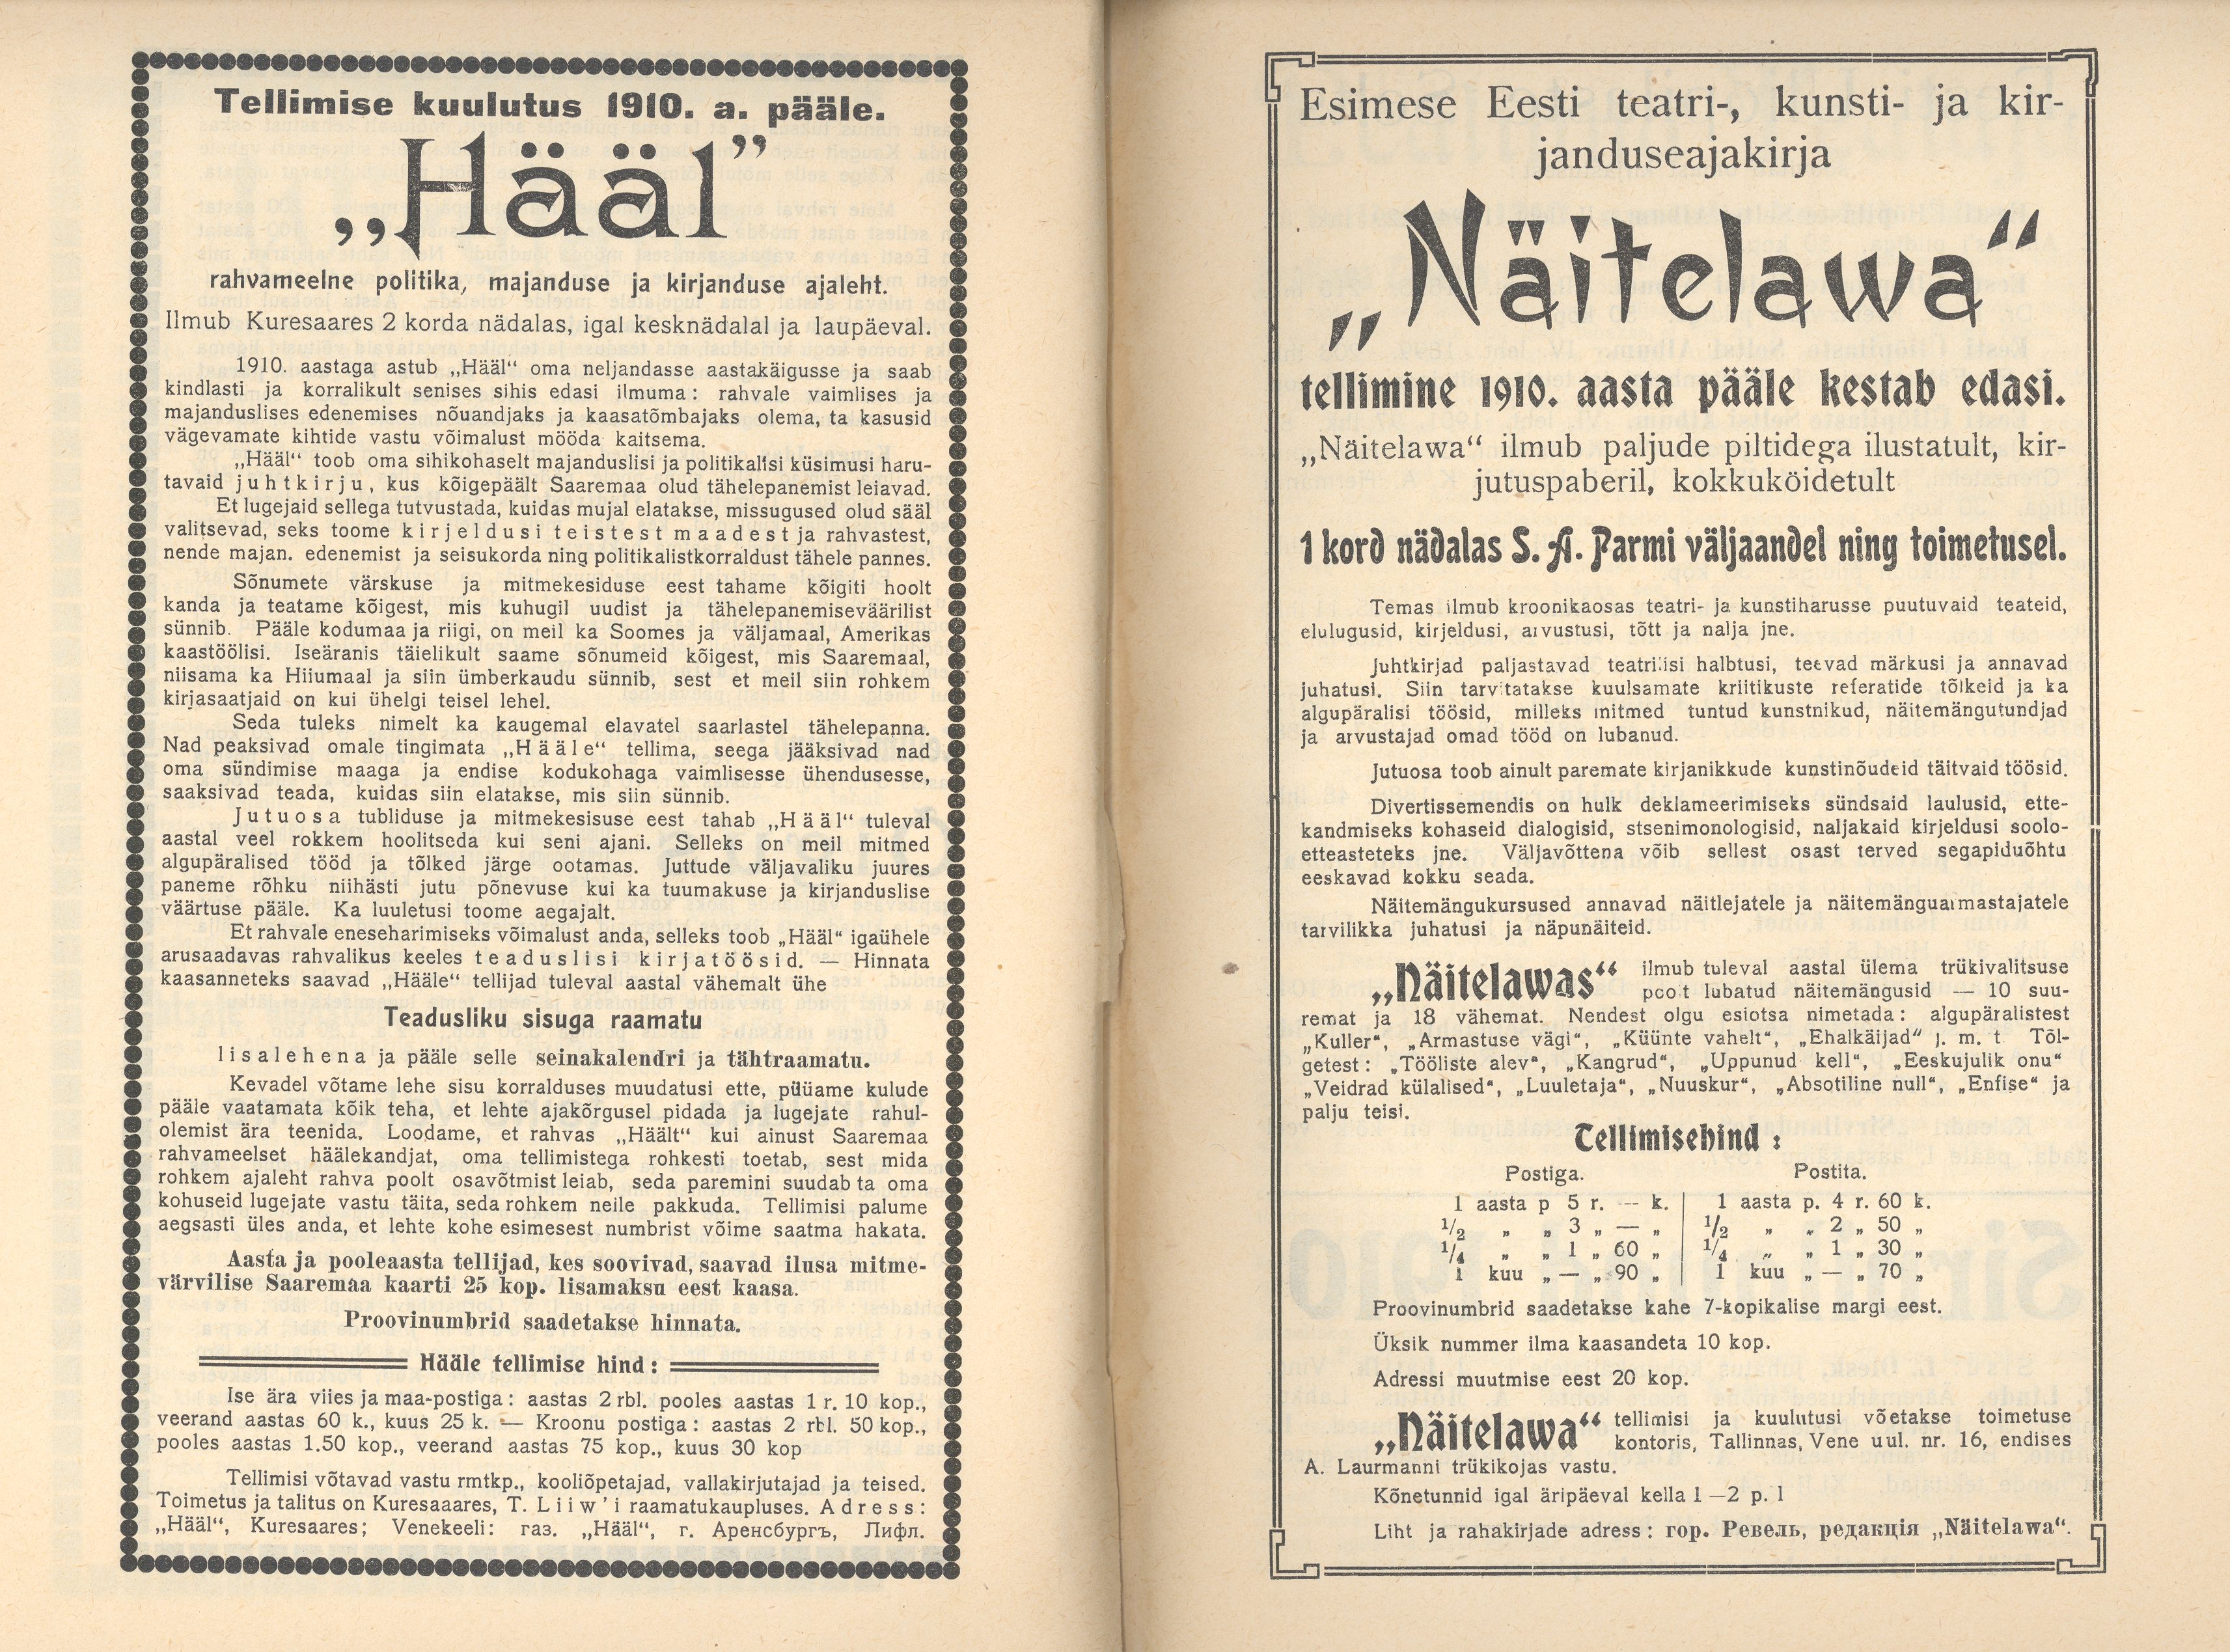 Tellimise kuulutus 1910. a. pääle.
„Hääl”
rahvameelne politika, majanduse ja kirjanduse ajaleht.
Ilmub Kuresaares 2 korda nädalas, igal kesknädalal ja laupäeval.
1910. aastaga astub „Hääl“ oma neljandasse aastakäigusse ja saab
kindlasti ja korralikult senises sihis edasi ilmuma: rahvale vaimlises ja
majanduslises edenemises nõuandjaks ja kaasatõmbajaks olema, ta kasusid
vägevamate kihtide vastu võimalust mööda kaitsema.
„Hääl“ toob oma sihikohaselt majanduslisi ja politikalisi küsimusi haru-
tavaid juhtkirju, kus kõigepäält Saaremaa olud tähelepanemist leiavad.
Et lugejaid sellega tutvustada, kuidas mujal elatakse, missugused olud sääl
valitsevad, seks toome kirjeldusi teistest maadest ja rahvastest,
nende majan. edenemist ja seisukorda ning politikalistkorraldust tähele pannes.
Sõnumete värskuse ja mitmekesiduse eest tahame kõigiti hoolt
kanda ja teatame kõigest, mis kuhugil uudist ja tähelepanemiseväärilist
sünnib. Pääle kodumaa ja riigi, on meil ka Soomes ja väljamaal, Amerikas
kaastöölisi. Iseäranis täielikult saame sõnumeid kõigest, mis Saaremaal,
niisama ka Hiiumaal ja siin ümberkaudu sünnib, sest et meil siin rohkem
kirjasaatjaid on kui ühelgi teisel lehel.
Seda tuleks nimelt ka kaugemal elavatel saarlastel tähelepanna.
Nad peaksivad omale tingimata „Hääle“ tellima, seega jääksivad nad
oma sündimise maaga ja endise kodukohaga vaimlisesse ühendusesse,
saaksivad teada, kuidas siin elatakse, mis siin sünnib.
Jutuosa tubliduse ja mitmekesisuse eest tahab „Hääl“ tuleval
aastal veel rokkem hoolitseda kui seni ajani. Selleks on meil mitmed
algupäralised tööd ja tõlked järge ootamas. Juttude väljavaliku juures
paneme rõhku niihästi jutu põnevuse kui ka tuumakuse ja kirjanduslise
väärtuse pääle. Ka luuletusi toome aegajalt.
Et rahvale eneseharimiseks võimalust anda, selleks toob „Hääl“ igaühele
arusaadavas rahvalikus keeles teaduslisi kirjatöösid. — Hinnata
kaasanneteks saavad „Hääle“ tellijad tuleval aastal vähemalt ühe
Teadusliku sisuga raamatu
lisalehena ja pääle selle seinakalendri ja tähtraamatu.
Kevadel võtame lehe sisu korralduses muudatusi ette, püüame kulude
pääle vaatamata kõik teha, et lehte ajakõrgusel pidada ja lugejate rahul-
olemist ära teenida. Loodame, et rahvas „Häält“ kui ainust Saaremaa
rahvameelset häälekandjat, oma tellimistega rohkesti toetab, sest mida
rohkem ajaleht rahva poolt osavõtmist leiab, seda paremini suudab ta oma
kohuseid lugejate vastu täita, seda rohkem neile pakkuda. Tellimisi palume
aegsasti üles anda, et lehte kohe esimesest numbrist võime saatma hakata.
Aasta ja pooleaasta tellijad, kes soovivad, saavad ilusa mitme-
värvilise Saaremaa kaarti 25 kop. lisamaksu eest kaasa.
Proovinumbrid saadetakse hinnata.
Hääle tellimise hind:
Ise ära viies ja maa-postiga: aastas 2 rbl. pooles aastas 1 r. 10 kop.,
veerand aastas 60 k., kuus 25 k. — Kroonu postiga: aastas 2 rbl. 50 kop.,
pooles aastas 1.50 kop., veerand aastas 75 kop., kuus 30 kop
Tellimisi võtavad vastu rmtkp., kooliõpetajad, vallakirjutajad ja teised.
Toimetus ja talitus on Kuresaaares, T. Liiw’i raamatukaupluses. Adress:
„Hääl“, Kuresaares; Venekeeli: газ. „Hääl“, г. Аренсбургъ, Лифл.
Esimese Eesti teatri-, kunsti- ja kir-
janduseajakirja
„Näitelawa“
tellimine 1910. aasta pääle kestab edasi.
„Näitelawa“ ilmub paljude piltidega ilustatult, kir-
jutuspaberil, kokkuköidetult
1 kord nädalas S. A. Parmi väljaandel ning toimetusel.
Temas ilmub kroonikaosas teatri- ja kunstiharusse puutuvaid teateid,
elulugusid, kirjeldusi, arvustusi, tõtt ja nalja jne.
Juhtkirjad paljastavad teatrilisi halbtusi, teevad märkusi ja annavad
juhatusi. Siin tarvitatakse kuulsamate kriitikuste referatide tõlkeid ja ka
algupäralisi töösid, milleks mitmed tuntud kunstnikud, näitemängutundjad
ja arvustajad omad tööd on lubanud.
Jutuosa toob ainult paremate kirjanikkude kunstinõudeid täitvaid töösid.
Divertissemendis on hulk deklameerimiseks sündsaid laulusid, ette-
kandmiseks kohaseid dialogisid, stsenimonologisid, naljakaid kirjeldusi soolo-
etteasteteks jne. Väljavõttena võib sellest osast terved segapiduõhtu
eeskavad kokku seada.
Näitemängukursused annavad näitlejatele ja näitemänguarmastajatele
tarvilikka juhatusi ja näpunäiteid.
„Näitelawas“ ilmub tuleval aastal ülema trükivalitsuse
poolt lubatud näitemängusid — 10 suu-
remat ja 18 vähemat. Nendest olgu esiotsa nimetada: algupäralistest
„Kuller“, „Armastuse vägi“, „Küünte vahelt“, „Ehalkäijad“ j. m. t. Tõl-
getest: „Tööliste alev“, „Kangrud“, „Uppunud kell“, „Eeskujulik onu“
„Veidrad külalised“, „Luuletaja“, „Nuuskur“, „Absotiline null“, „Enfise“ ja
palju teisi.
Tellimisehind:
Postiga. Postita.
1 aasta p 5 r. — k. 1 aasta p. 4 r. 60 k.
1/2 „ „ 3 „ — „ 1/2 „ „ 2 „ 50 „
1/4 „ „ 1 „ 60 „ 1/4 „ „ 1 „ 30 „
1 kuu „ — „ 90 „ 1 kuu „ — „ 70 „
Proovinumbrid saadetakse kahe 7-kopikalise margi eest.
Üksik nummer ilma kaasandeta 10 kop.
Adressi muutmise eest 20 kop.
„Näitelawa“ tellimisi ja kuulutusi võetakse toimetuse
kontoris, Tallinnas, Vene uul. nr. 16, endises
A. Laurmanni trükikojas vastu.
Kõnetunnid igal äripäeval kella 1—2 p. l
Liht ja rahakirjade adress: гор. Ревель, редакція „Näitelawa“.